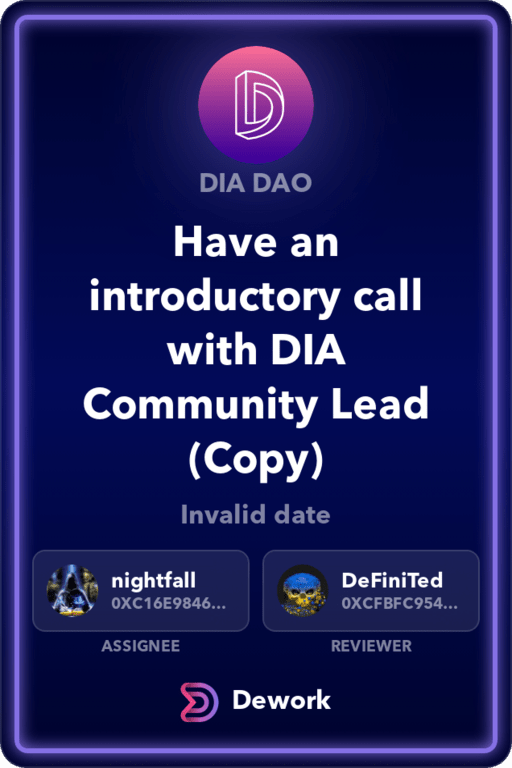 DIA DAO
Have an
introductory call
with DIA
Community Lead
(Copy)
Invalid date
nightfall
0XC16E9846...
ASSIGNEE
DeFiniTed
0XCFBFC954...
REVIEWER
Dework